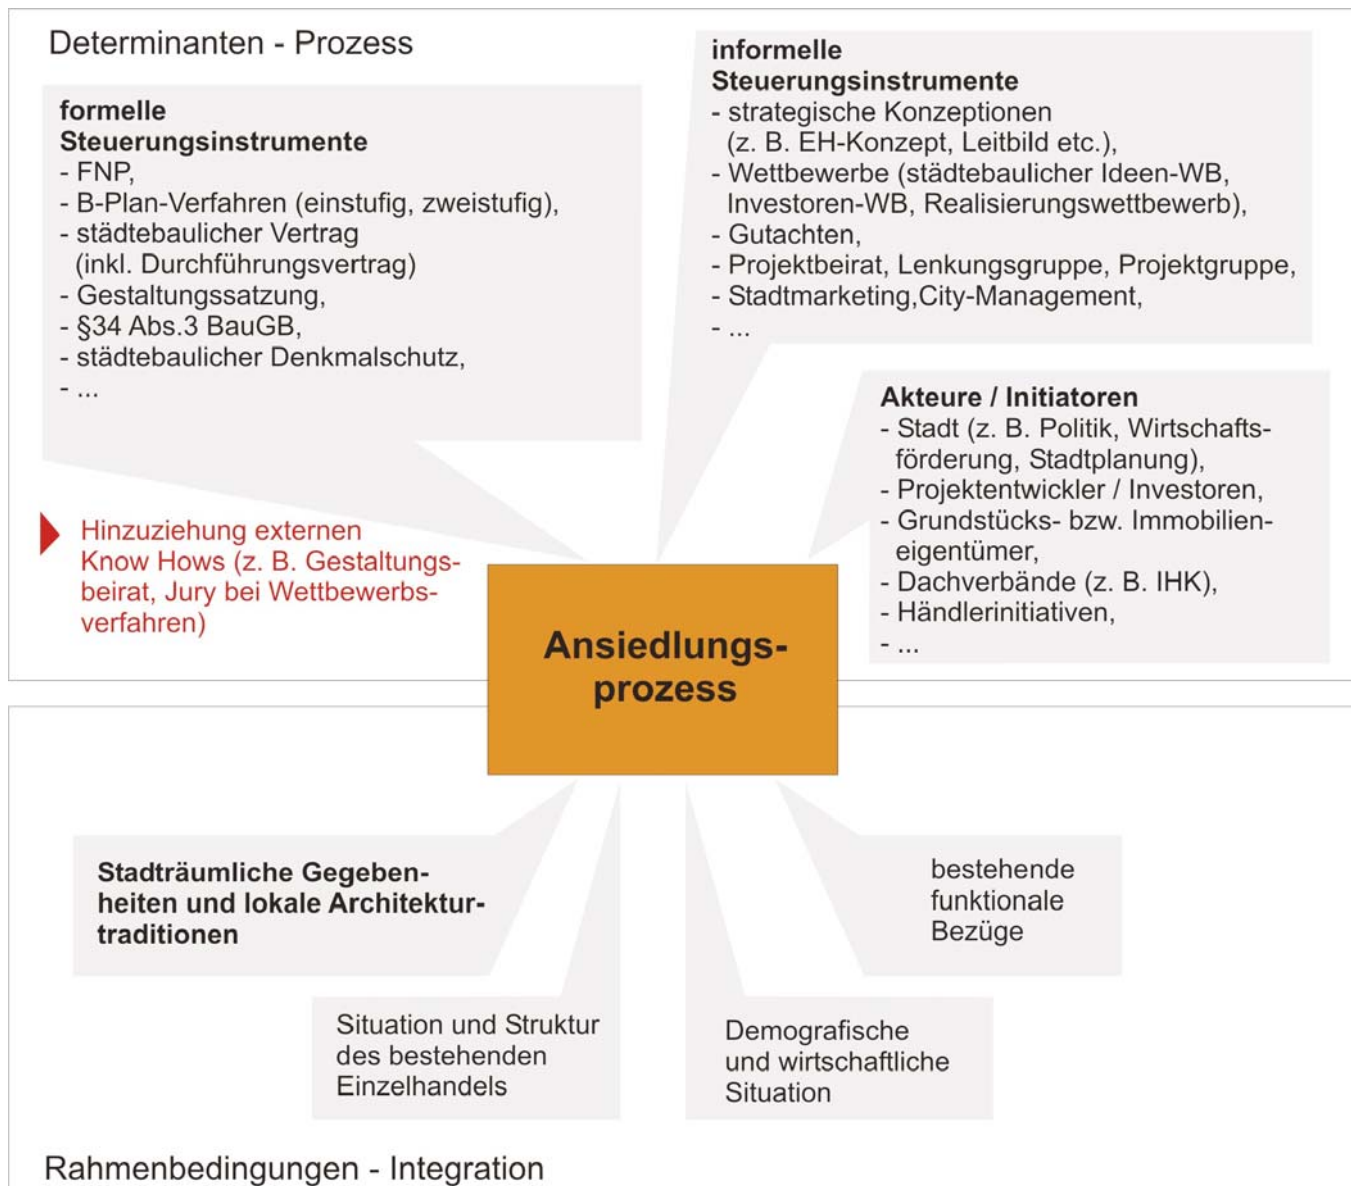 Determinanten - Prozess
formelle
Steuerungsinstrumente
- FNP,
- B-Plan-Verfahren (einstufig, zweistufig),
- städtebaulicher Vertrag
(inkl. Durchführungsvertrag)
- Gestaltungssatzung,
- §34 Abs.3 BauGB,
- städtebaulicher Denkmalschutz,
- ...
informelle
Steuerungsinstrumente
- strategische Konzeptionen
(z. B. EH-Konzept, Leitbild etc.),
- Wettbewerbe (städtebaulicher Ideen-WB,
Investoren-WB, Realisierungswettbewerb),
- Gutachten,
- Projektbeirat, Lenkungsgruppe, Projektgruppe,
- Stadtmarketing,City-Management,
- ...
Akteure / Initiatoren
- Stadt (z. B. Politik, Wirtschafts-
förderung, Stadtplanung),
- Projektentwickler / Investoren,
- Grundstücks- bzw. Immobilien-
eigentümer,
- Dachverbände (z. B. IHK),
- Händlerinitiativen,
- ...
Hinzuziehung externen
Know Hows (z. B. Gestaltungs-
beirat, Jury bei Wettbewerbs-
verfahren)
Ansiedlungs-
prozess
Stadträumliche Gegeben-
heiten und lokale Architektur-
traditionen
bestehende
funktionale
Bezüge
Situation und Struktur
des bestehenden
Einzelhandels
Demografische
und wirtschaftliche
Situation
Rahmenbedingungen - Integration